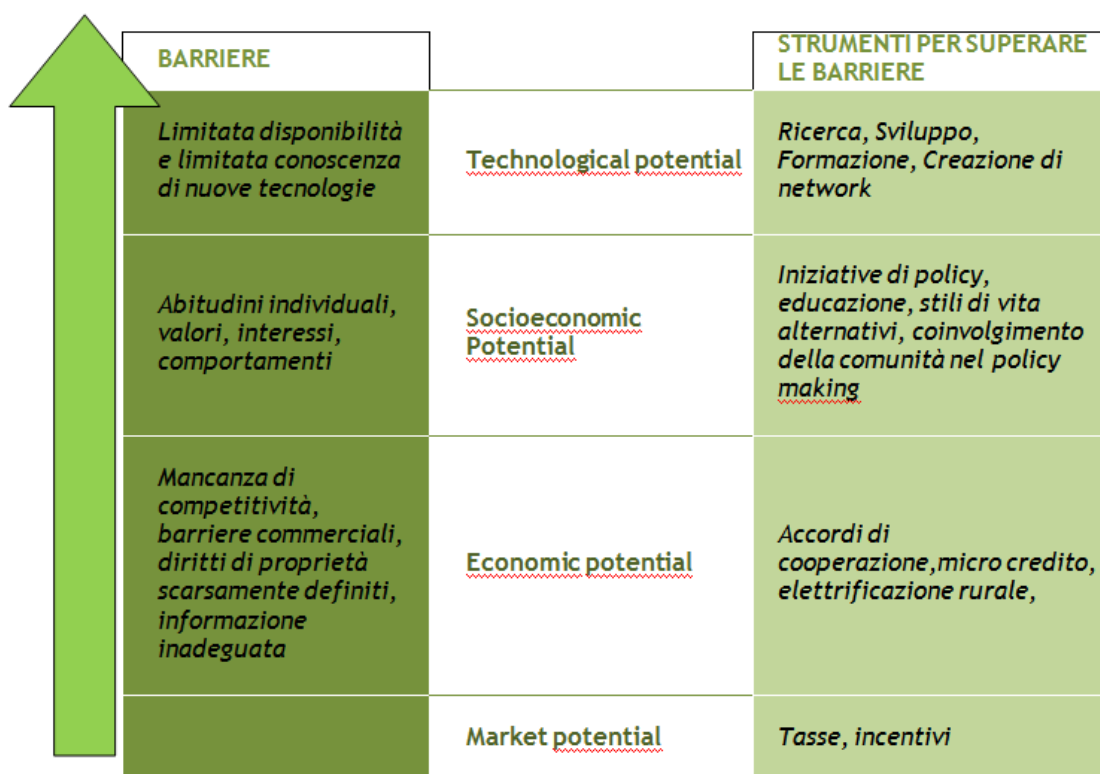 BARRIERE
STRUMENTI PER SUPERARE
LE BARRIERE
Limitata disponibilità
e limitata conoscenza
di nuove tecnologie
Technological potential
Ricerca, Sviluppo,
Formazione, Creazione di
network
Abitudini individuali,
valori, interessi,
comportamenti
Socioeconomic
Potential
Iniziative di policy,
educazione, stili di vita
alternativi, coinvolgimento
della comunità nel policy
making
Mancanza di
competitività,
barriere commerciali,
diritti di proprietà
scarsamente definiti,
informazione
inadeguata
Economic potential
Accordi di
cooperazione,micro credito,
elettrificazione rurale,
Market potential
Tasse, incentivi